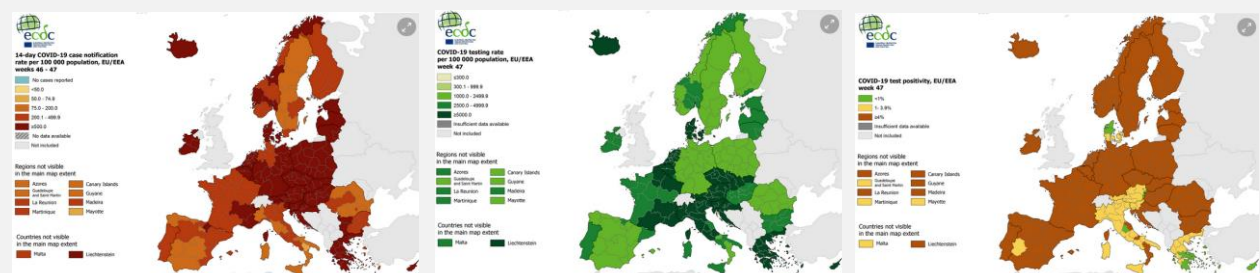 ecdc
14-day COVID-19 case notification
rate per 100 000 population, EU/EEA
weeks 46 - 47
No cases reported
<50.0
50.0 - 74.9
75.0 - 200.0
200.1 - 499.9
≥500.0
No data available
Not included
Regions not visible
in the main map extent
Azores
Canary Islands
Guadeloupe
and Saint Martin
Guyane
La Reunion
Madeira
Martinique
Mayotte
Countries not visible
in the main map extent
Malta
Liechtenstein
ecdc
COVID-19 testing rate
per 100 000 population, EU/EEA
week 47
≤300.0
300.1 - 999.9
1000.0 - 2499.9
2500.0 - 4999.9
≥5000.0
Insufficient data available
Not included
Regions not visible
in the main map extent
Azores
Canary Islands
Guadeloupe
and Saint Martin
Guyane
La Reunion
Madeira
Martinique
Mayotte
Countries not visible
in the main map extent
Malta
Liechtenstein
ecdc
COVID-19 test positivity, EU/EEA
week 47
<1%
1- 3.9%
≥4%
Insufficient data available
Not included
Regions not visible
in the main map extent
Azores
Canary Islands
Guadeloupe
and Saint Martin
Guyane
La Reunion
Madeira
Martinique
Mayotte
Countries not visible
in the main map extent
Malta
Liechtenstein